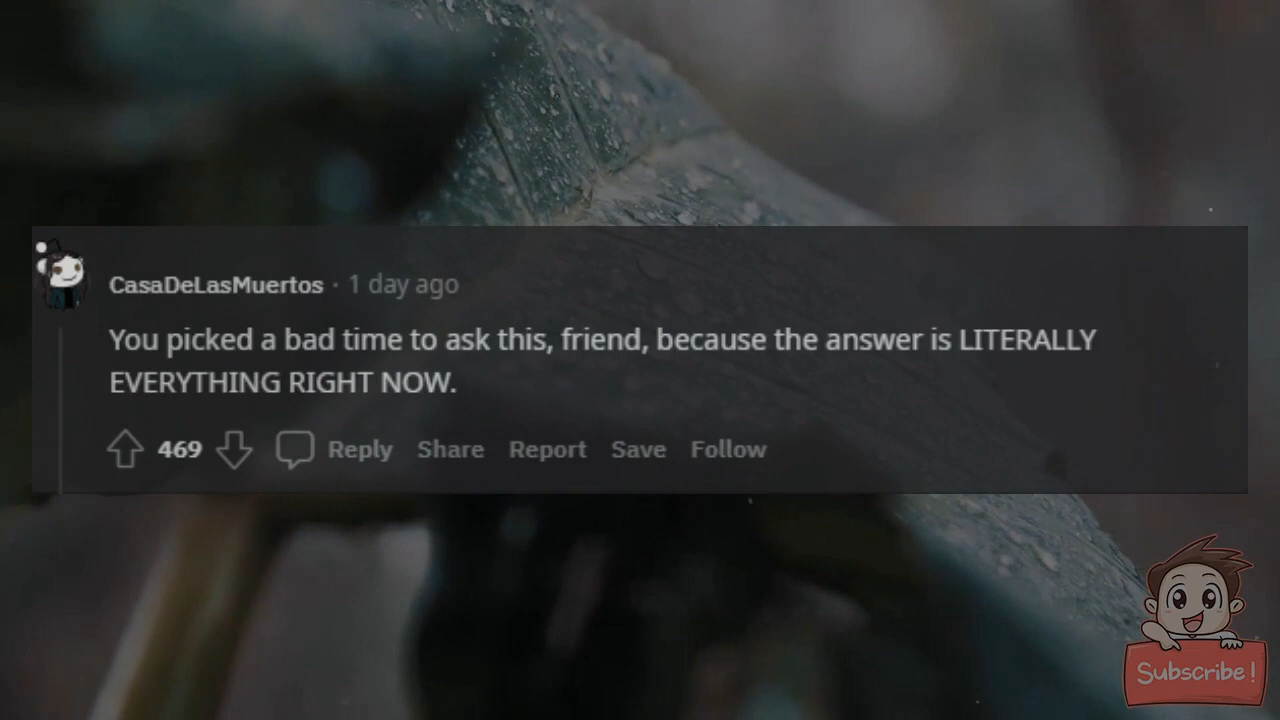 CasaDeLasMuertos · 1 day ago
You picked a bad time to ask this, friend, because the answer is LITERALLY
EVERYTHING RIGHT NOW.
469 Reply Share Report Save Follow
Subscribe!